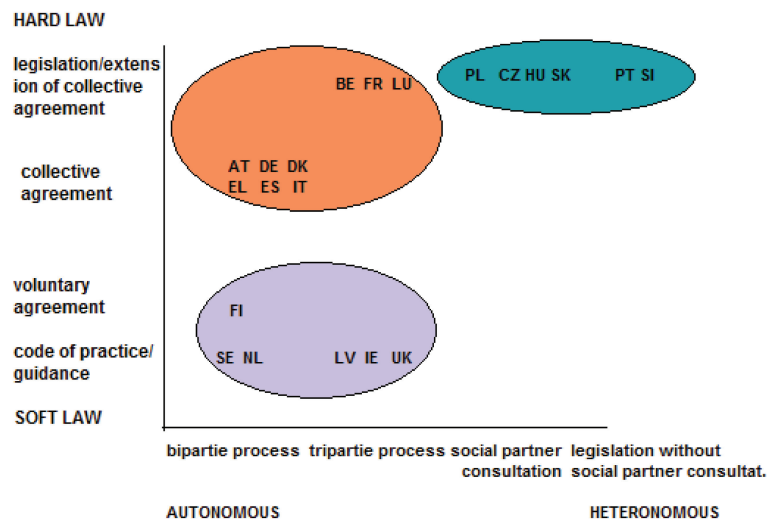 HARD LAW
legislation/extens
ion of collective
agreement
BE FR LU
PL CZ HU SK PT SI
collective
agreement
AT DE DK
EL ES IT
voluntary
agreement
FI
code of practice/
guidance
SE NL LV IE UK
SOFT LAW
bipartie process tripartie process social partner legislation without
consultation social partner consultat.
AUTONOMOUS HETERONOMOUS